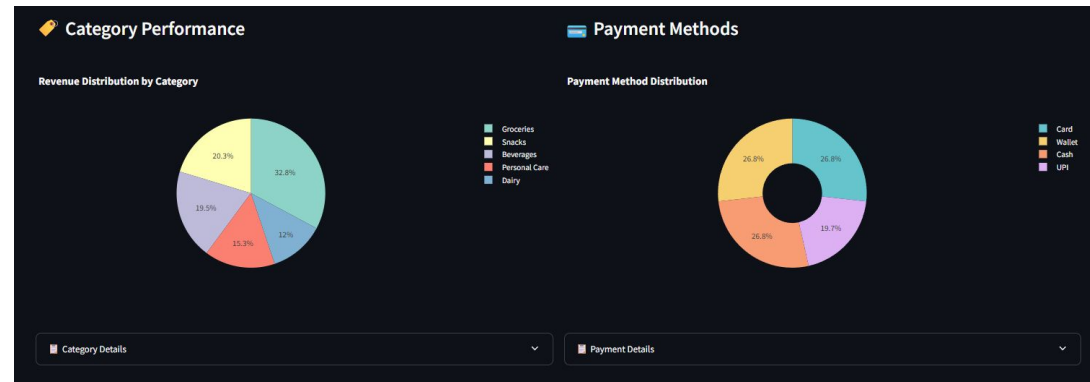 Category Performance
Revenue Distribution by Category
20.3%
32.8%
19.5%
15.3%
12%
Groceries
Snacks
Beverages
Personal Care
Dairy
Category Details
Payment Methods
Payment Method Distribution
26.8%
26.8%
26.8%
19.7%
Card
Wallet
Cash
UPI
Payment Details